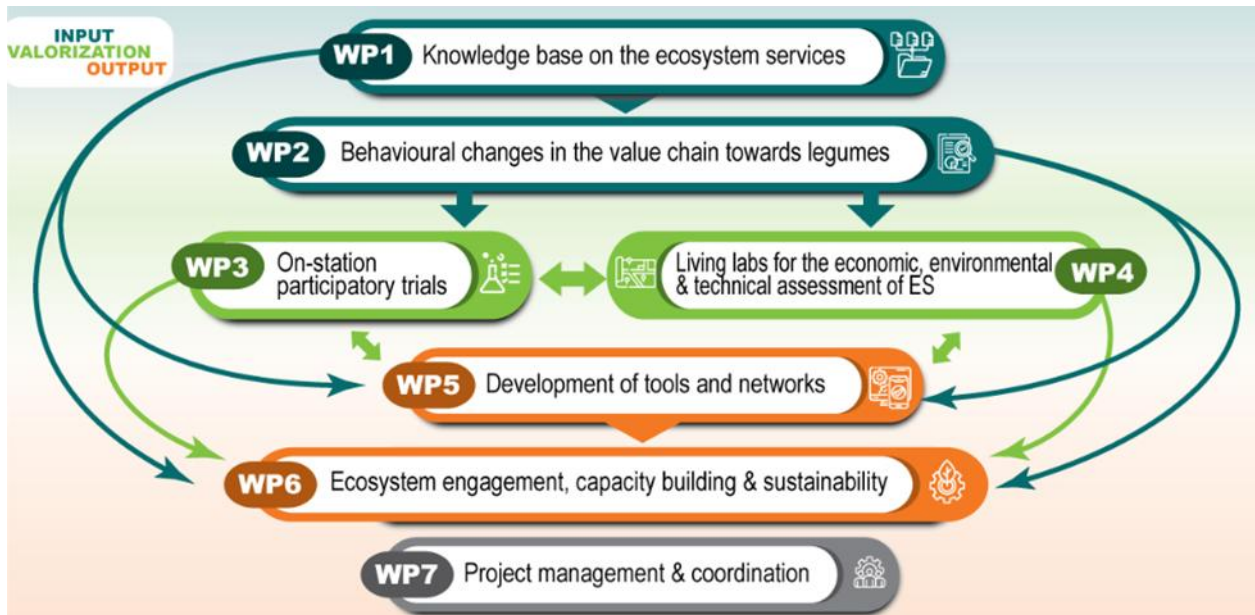 INPUT
VALORIZATION
OUTPUT
WP1 Knowledge base on the ecosystem services
WP2 Behavioural changes in the value chain towards legumes
WP3 On-station
participatory trials
Living labs for the economic, environmental
& technical assessment of ES WP4
WP5 Development of tools and networks
WP6 Ecosystem engagement, capacity building & sustainability
WP7 Project management & coordination